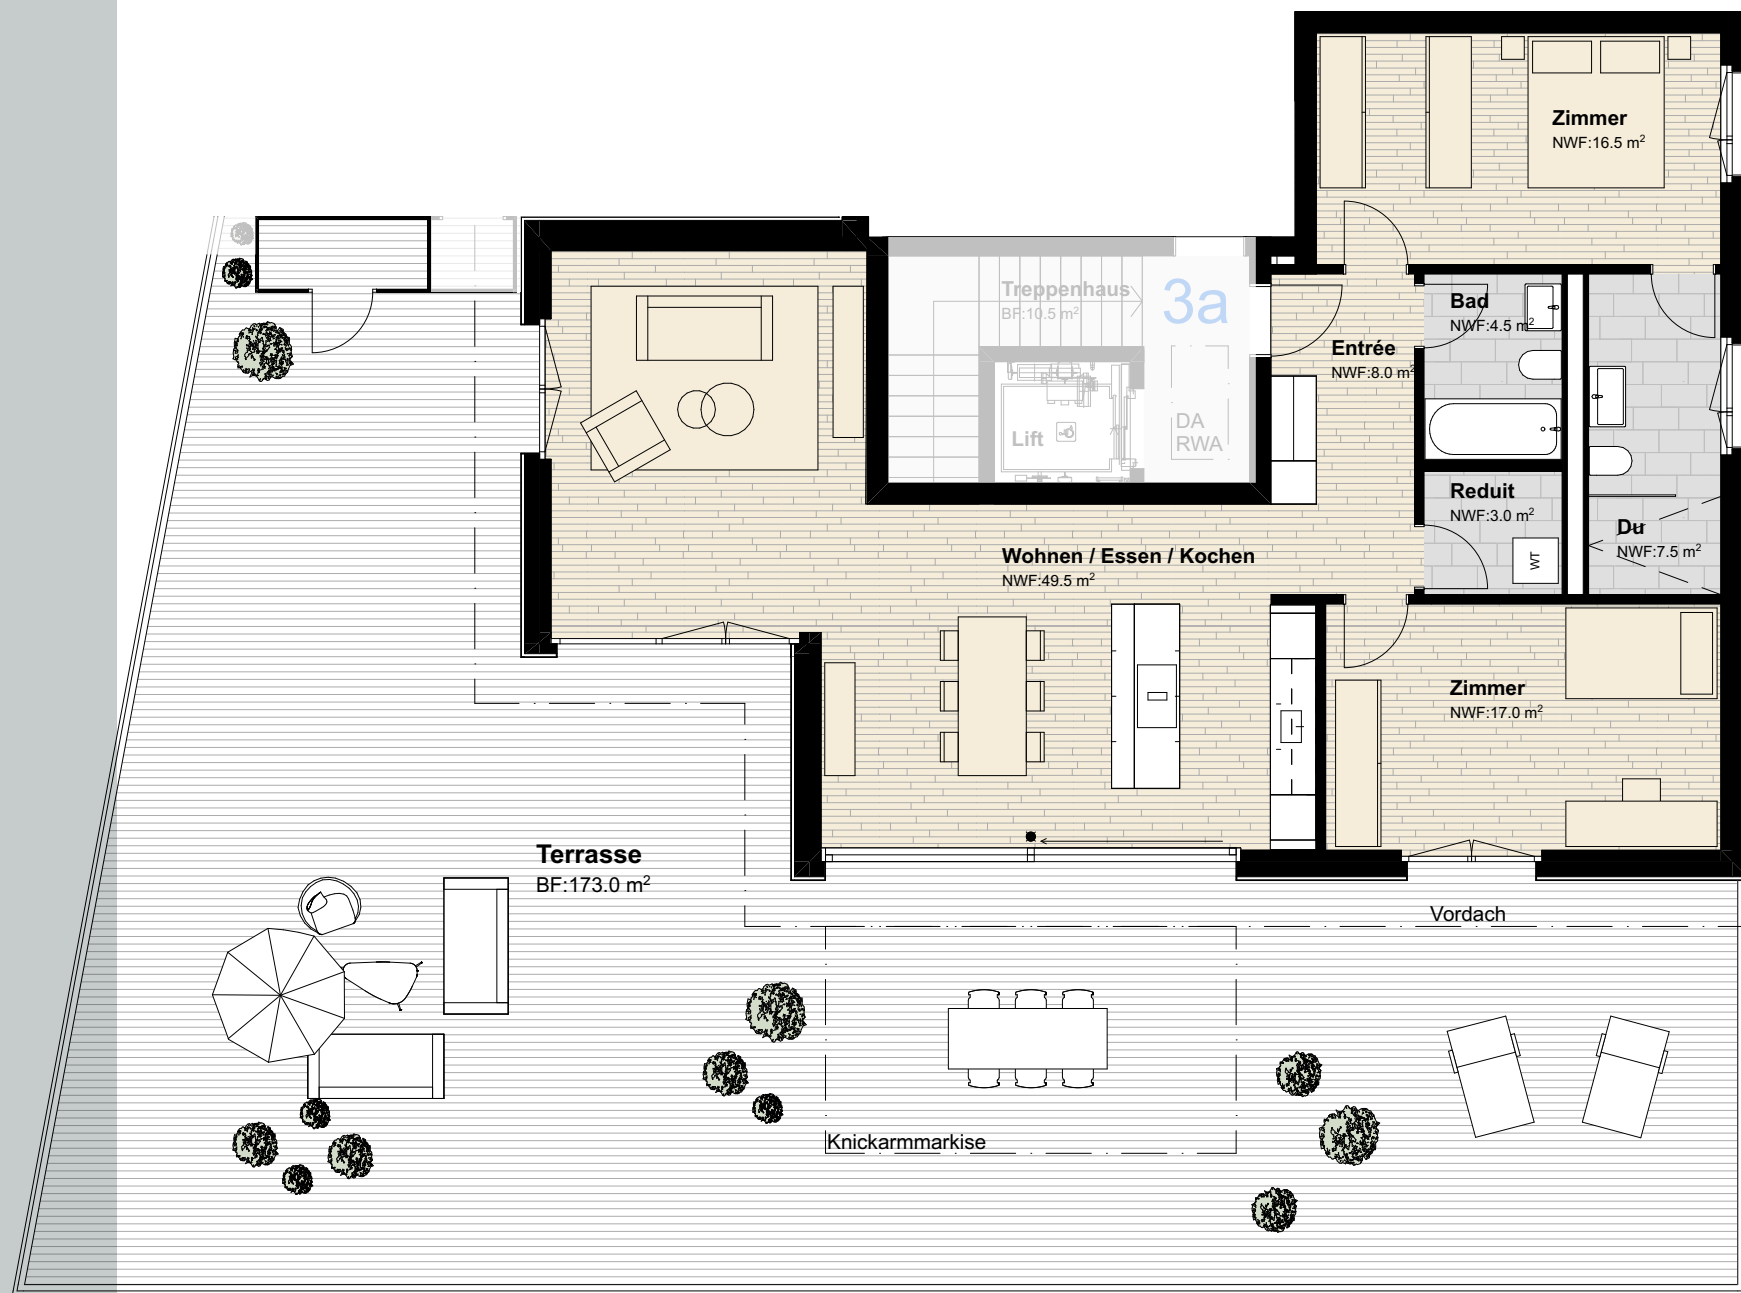 Zimmer
NWF:16.5 m²
Treppenhaus
BF:10.5 m²
3a
Bad
NWF:4.5 m²
Entrée
NWF:8.0 m²
DA
RWA
Lift
Reduit
NWF:3.0 m²
Du
NWF:7.5 m²
WT
Wohnen / Essen / Kochen
NWF:49.5 m²
Zimmer
NWF:17.0 m²
Terrasse
BF:173.0 m²
Vordach
Knickarmmarkise